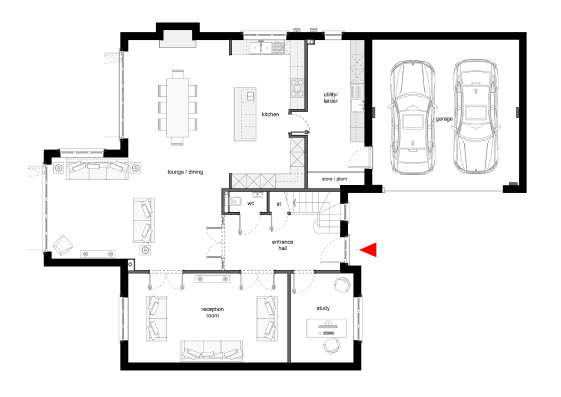 utility/
larder
kitchen
garage
lounge / dining
store / plant
wc
st
entrance
hall
reception
room
study